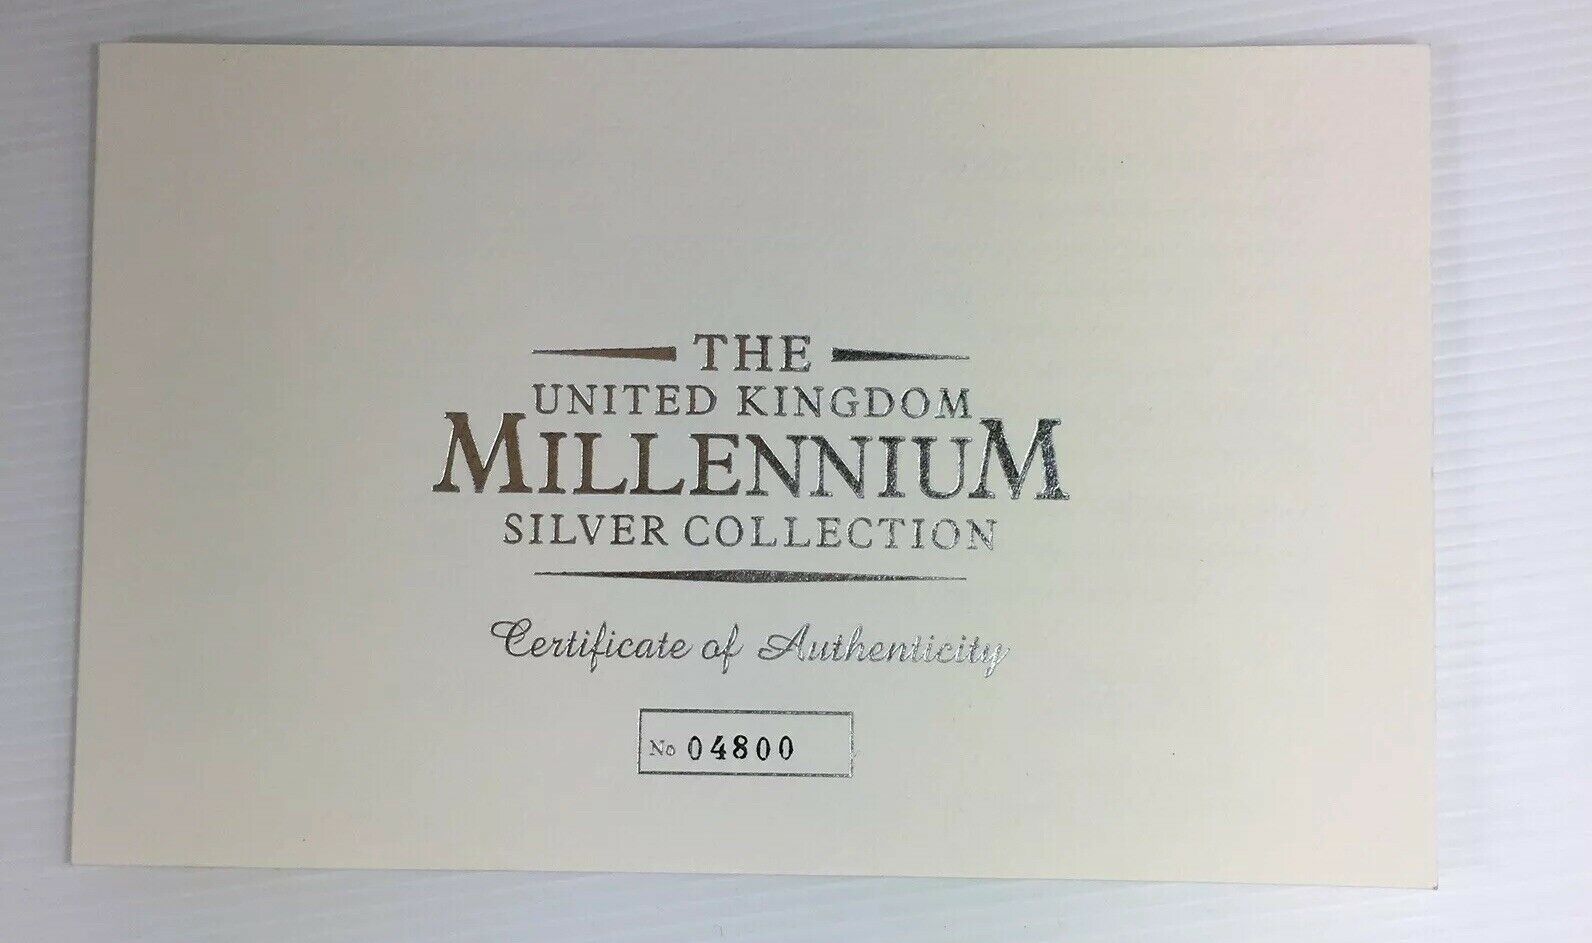 THE
UNITED KINGDOM
MILLENNIUM
SILVER COLLECTION
Certificate of Authenticity
No 04800